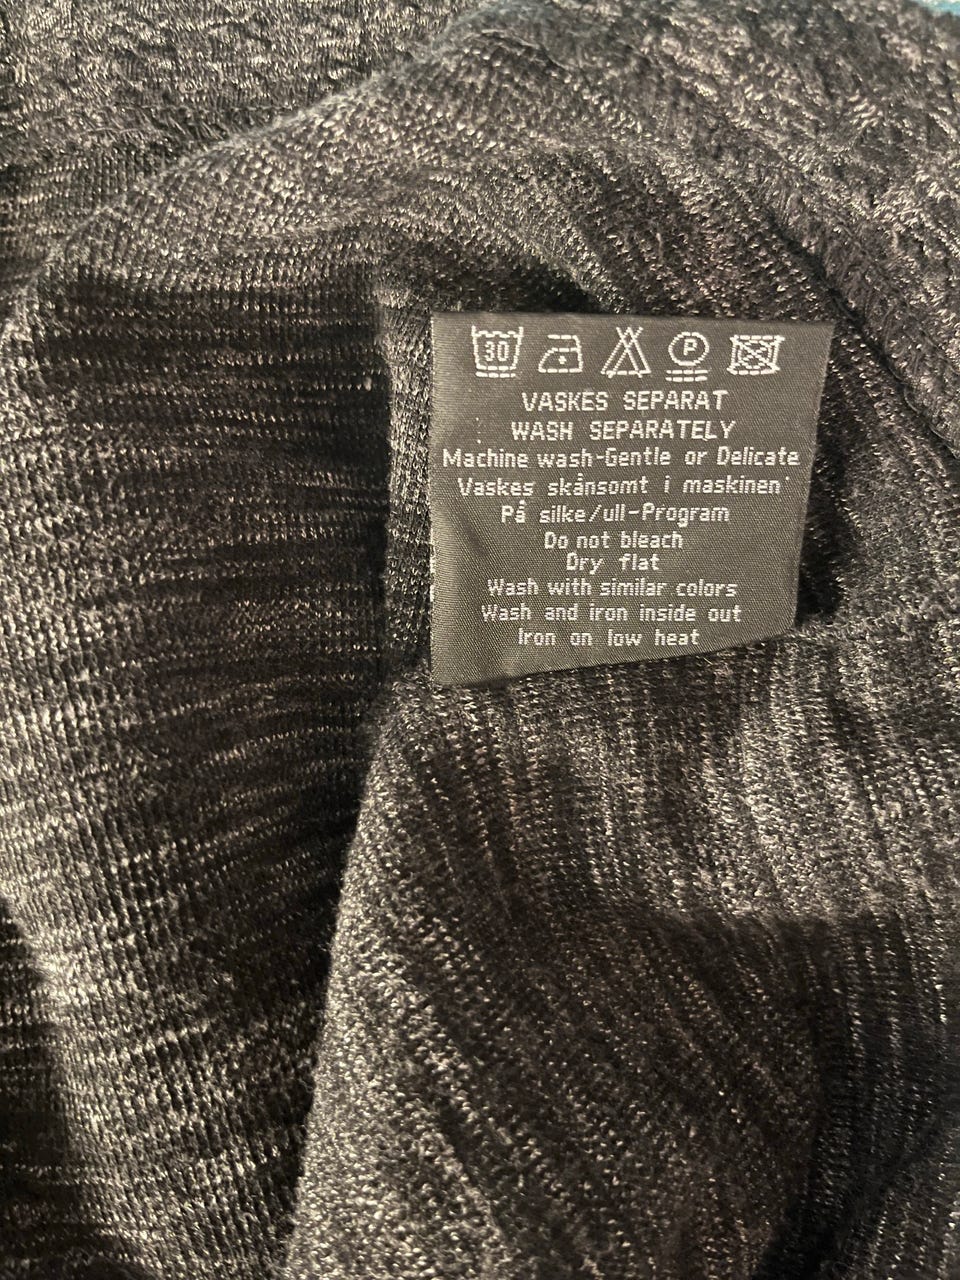 30 P
VASKES SEPARAT
WASH SEPARATELY
Machine wash-Gentle or Delicate
Vaskes skånsomt i maskinen
På silke/ull-Program
Do not bleach
Dry flat
Wash with similar colors
Wash and iron inside out
Iron on low heat